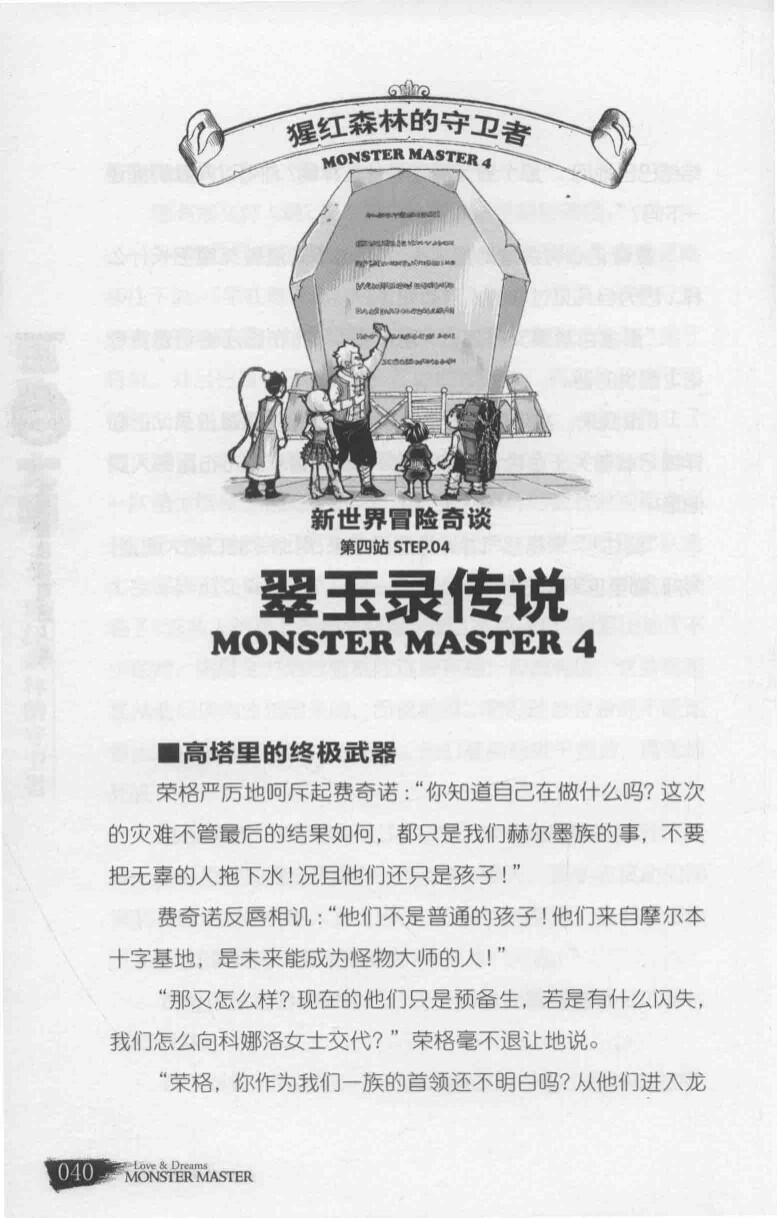 猩红森林的守卫者
MONSTER MASTER 4
新世界冒险奇谈
第四站 STEP.04
翠玉录传说
MONSTER MASTER 4
■高塔里的终极武器
荣格严厉地呵斥起费奇诺：“你知道自己在做什么吗？这次
的灾难不管最后的结果如何，都只是我们赫尔墨族的事，不要
把无辜的人拖下水！况且他们还只是孩子！”
费奇诺反唇相讥：“他们不是普通的孩子！他们来自摩尔本
十字基地，是未来能成为怪物大师的人！”
“那又怎么样？现在的他们只是预备生，若是有什么闪失，
我们怎么向科娜洛女士交代？”荣格毫不退让地说。
“荣格，你作为我们一族的首领还不明白吗？从他们进入龙
040
Love & Dreams
MONSTER MASTER